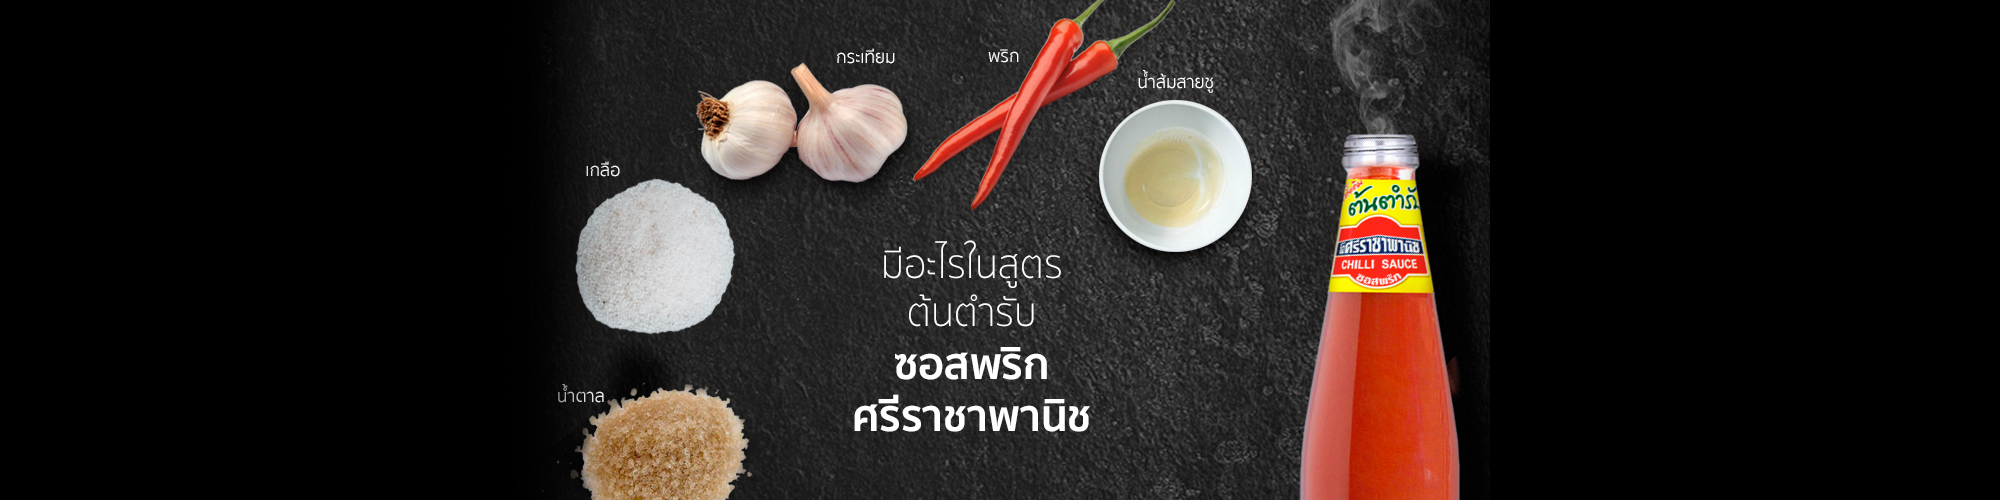 กระเทียม
พริก
น้ำส้มสายชู
เกลือ
น้ำตาล
มีอะไรในสูตร
ต้นตำรับ
ซอสพริก
ศรีราชาพานิช
ต้นตำรับ
ศรีราชาพานิช
CHILLI SAUCE
ซอสพริก